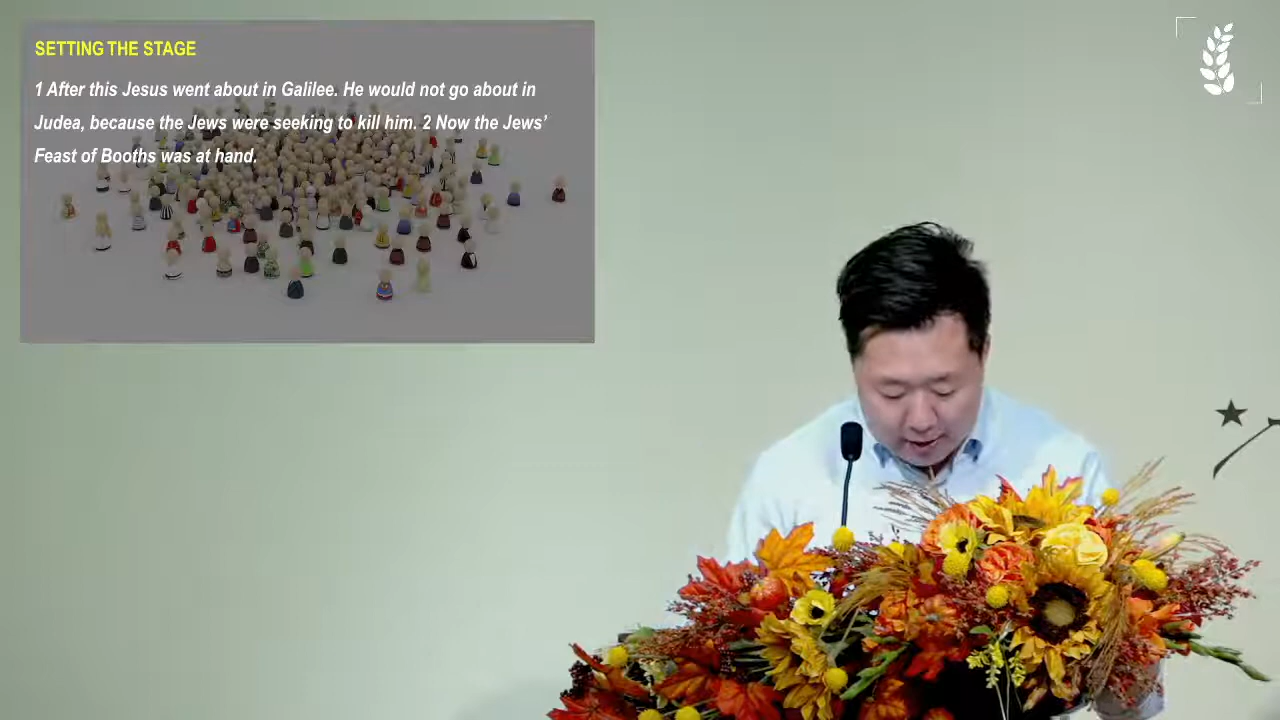 SETTING THE STAGE
1 After this Jesus went about in Galilee. He would not go about in
Judea, because the Jews were seeking to kill him. 2 Now the Jews’
Feast of Booths was at hand.